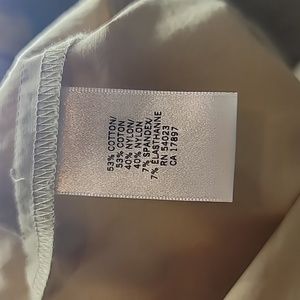 53% COTTON/
53% COTON
40% NYLON/
40% NYLON
7% SPANDEX/
7% ÉLASTHANNE
RN 54023
CA 17897